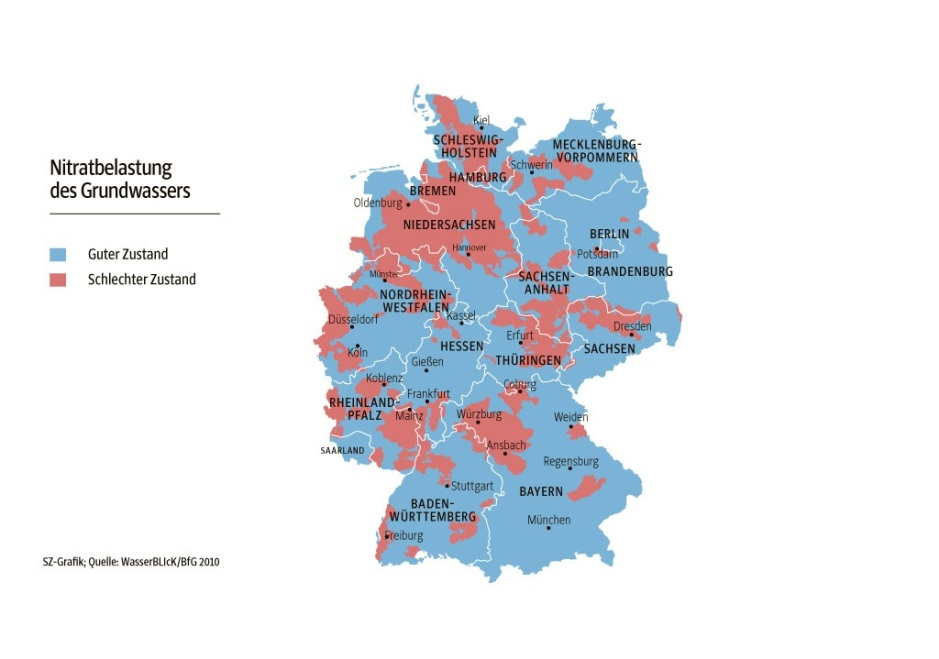 Nitratbelastung
des Grundwassers
Guter Zustand
Schlechter Zustand
Kiel
SCHLESWIG-
HOLSTEIN
MECKLENBURG-
VORPOMMERN
Schwerin
HAMBURG
BREMEN
Oldenburg
NIEDERSACHSEN
BERLIN
Hannover
Potsdam
BRANDENBURG
Münster
SACHSEN-
ANHALT
NORDRHEIN-
WESTFALEN
Kassel
Düsseldorf
Dresden
Erfurt
HESSEN
SACHSEN
Köln
THÜRINGEN
Gießen
Koblenz
Coburg
Frankfurt
RHEINLAND-
PFALZ
Mainz
Würzburg
Weiden
Ansbach
SAARLAND
Regensburg
Stuttgart
BAYERN
BADEN-
WÜRTTEMBERG
München
Freiburg
SZ-Grafik; Quelle: WasserBLIcK/BfG 2010